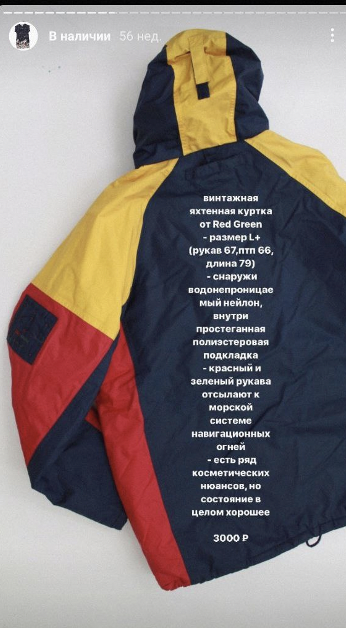 В наличии 56 нед.
винтажная
яхтенная куртка
от Red Green
- размер L+
(рукав 67,птп 66,
длина 79)
- снаружи
водонепроницае
мый нейлон,
внутри
простеганная
полиэстеровая
подкладка
- красный и
зеленый рукава
отсылают к
морской
системе
навигационных
огней
- есть ряд
косметических
нюансов, но
состояние в
целом хорошее
3000 ₽